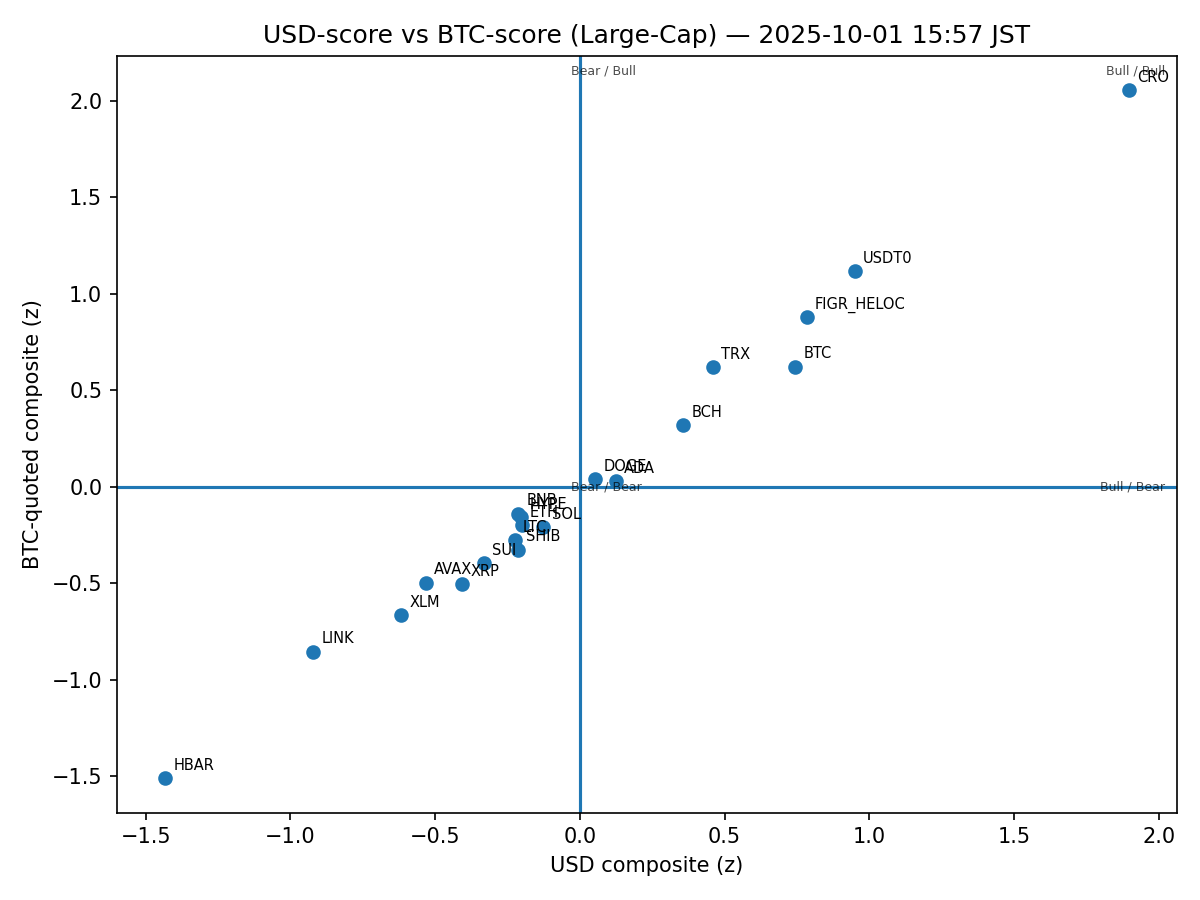 USD-score vs BTC-score (Large-Cap) — 2025-10-01 15:57 JST
Bear / Bull
Bull / Bull
CRO
USDT0
FIGR_HELOC
TRX
BTC
BCH
DOGE
ADA
Bear / Bear
Bull / Bear
BNB
HYPE
ETH
SOL
LTC
SHIB
SUI
AVAX
XRP
XLM
LINK
HBAR
2.0
1.5
1.0
0.5
0.0
−0.5
−1.0
−1.5
BTC-quoted composite (z)
−1.5
−1.0
−0.5
0.0
0.5
1.0
1.5
2.0
USD composite (z)